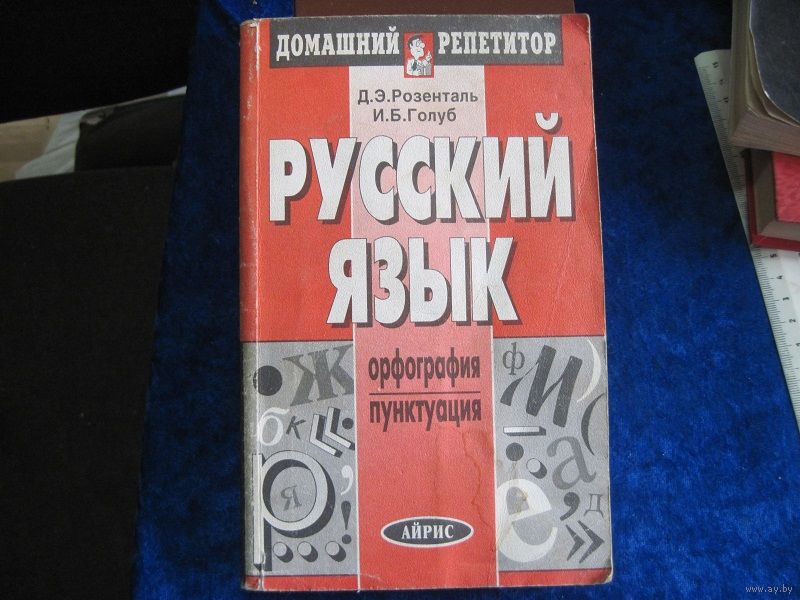 ДОМАШНИЙ РЕПЕТИТОР
Д.Э.Розенталь
И.Б.Голуб
РУССКИЙ
ЯЗЫК
орфография
пунктуация
Ж
ф
М
)
(
б
к
«
р
я
,
!
е
а
,
д
»
АЙРИС
www.ay.by